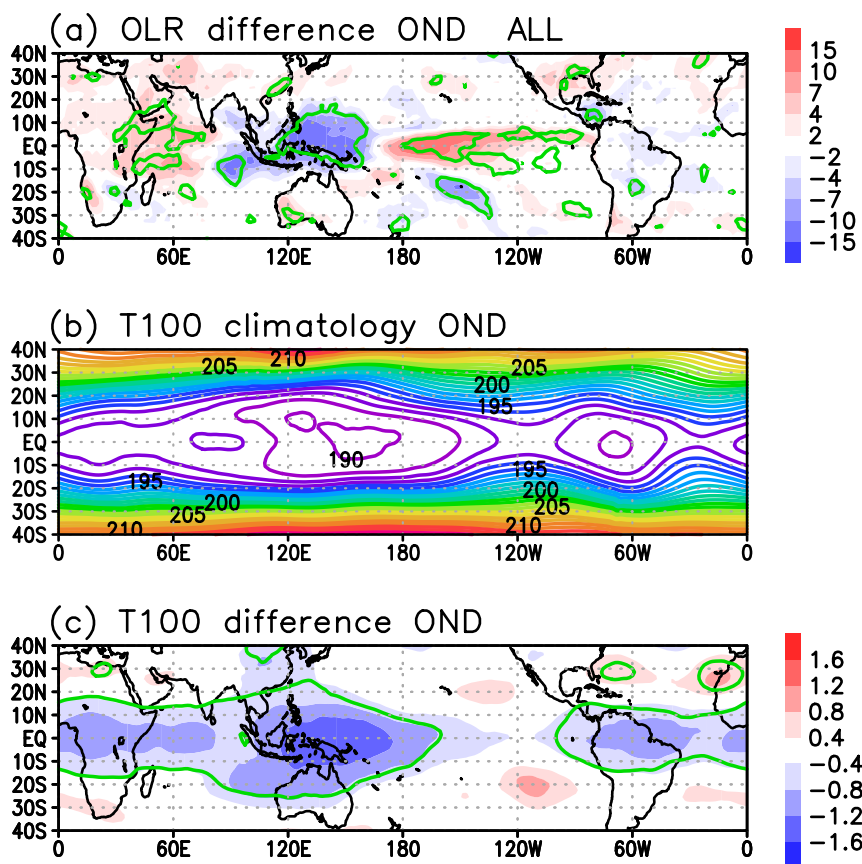 (a) OLR difference OND ALL
40N
30N
20N
10N
EQ
10S
20S
30S
40S
0 60E 120E 180 120W 60W 0
15
10
7
4
2
−2
−4
−7
−10
−15
(b) T100 climatology OND
40N
30N
20N
10N
EQ
10S
20S
30S
40S
205 210 205
200
195
190
195 195
200 200
205 205
210 210
0 60E 120E 180 120W 60W 0
(c) T100 difference OND
40N
30N
20N
10N
EQ
10S
20S
30S
40S
0 60E 120E 180 120W 60W 0
1.6
1.2
0.8
0.4
−0.4
−0.8
−1.2
−1.6